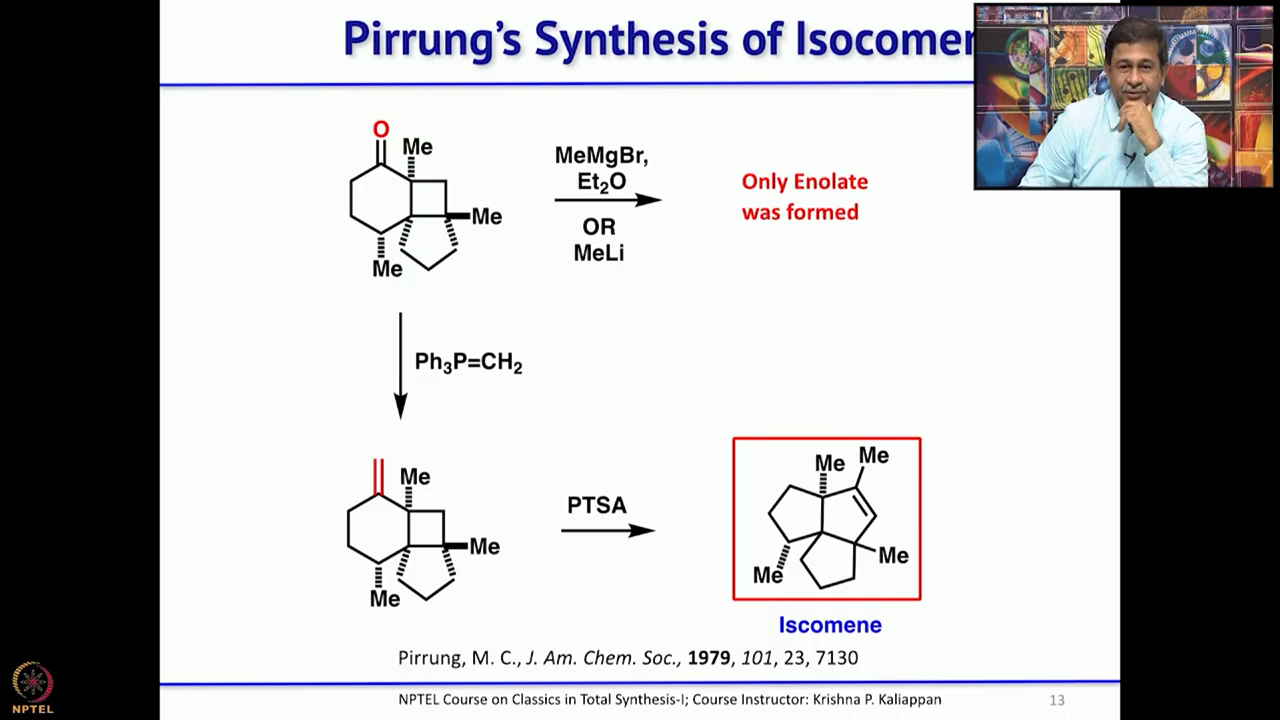 Pirrung's Synthesis of Isocomen
O
Me
Me
Me
MeMgBr,
Et2O
OR
MeLi
Only Enolate
was formed
Ph3P=CH2
Me
Me
Me
PTSA
Me
Me
Me
Me
Iscomene
Pirrung, M. C., J. Am. Chem. Soc., 1979, 101, 23, 7130
NPTEL
NPTEL Course on Classics in Total Synthesis-I; Course Instructor: Krishna P. Kaliappan
13